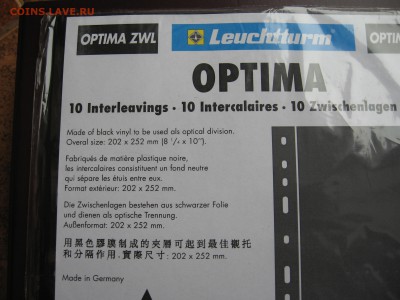 COINS.LAVE.RU
OPTIMA ZWL
Leuchtturm
OPTIM
OPTIMA
10 Interleavings · 10 Intercalaires · 10 Zwischenlagen
Made of black vinyl to be used as optical division.
Overal size: 202 x 252 mm (8 1/4 x 10").
Fabriqués de matière plastique noire,
les intercalaires consistituent un fond neutre
qui sépare les étuis entre eux.
Format extérieur: 202 x 252 mm.
Die Zwischenlagen bestehen aus schwarzer Folie
und dienen als optische Trennung.
Außenformat: 202 x 252 mm.
用黑色膠膜制成的夾層可起到最佳觀托
和分隔作用。實際尺寸: 202 x 252 mm.
Made in Germany